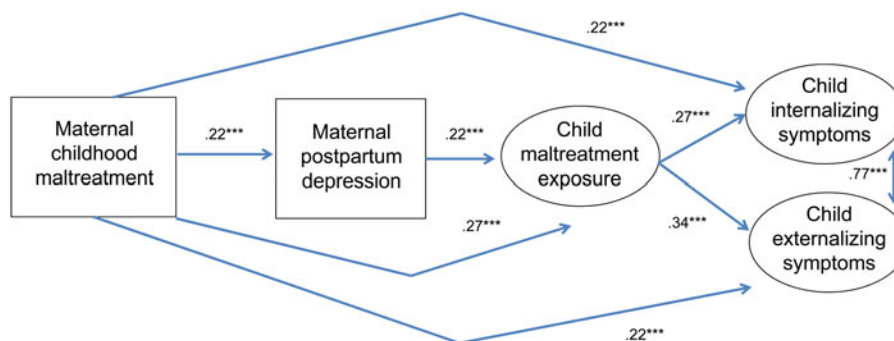 .22***
Maternal
childhood
maltreatment
.22***
Maternal
postpartum
depression
.22***
Child
maltreatment
exposure
.27***
Child
internalizing
symptoms
.77***
.27***
.34***
Child
externalizing
symptoms
.22***